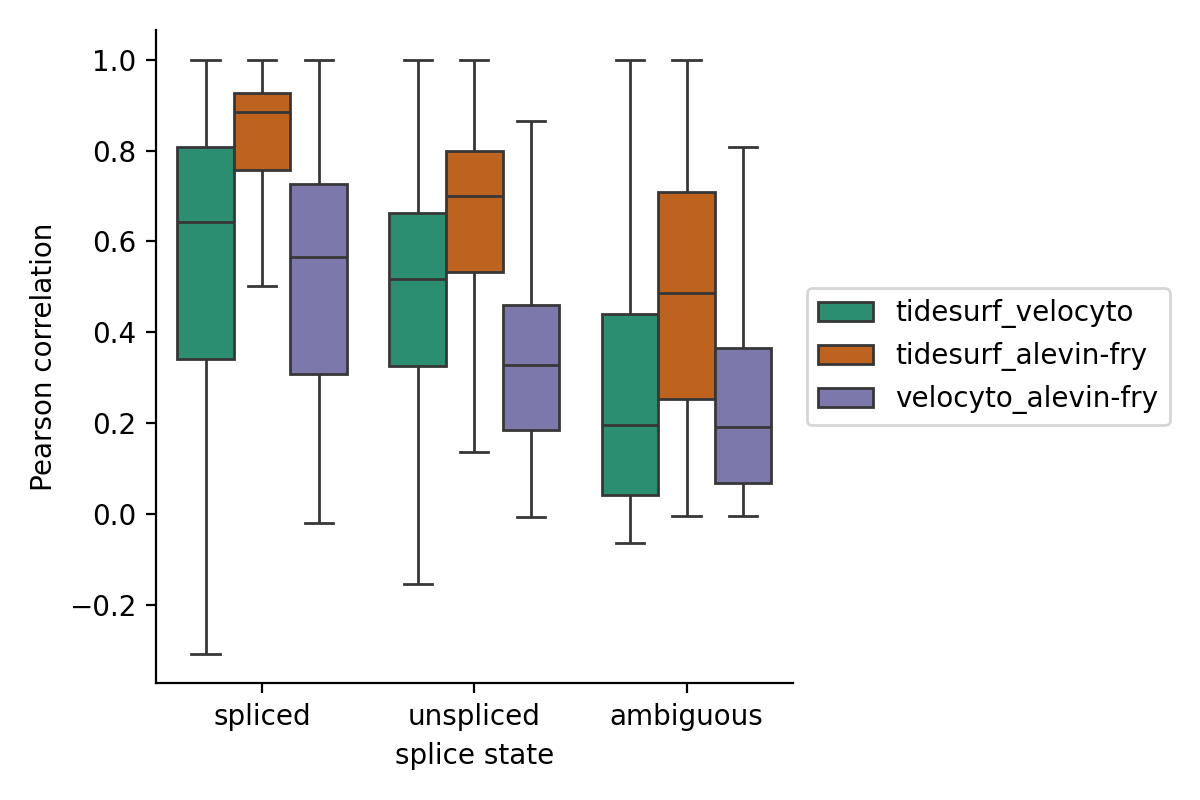 Pearson correlation
1.0
0.8
0.6
0.4
0.2
0.0
−0.2
spliced
unspliced
ambiguous
splice state
tidesurf_velocyto
tidesurf_alevin-fry
velocyto_alevin-fry